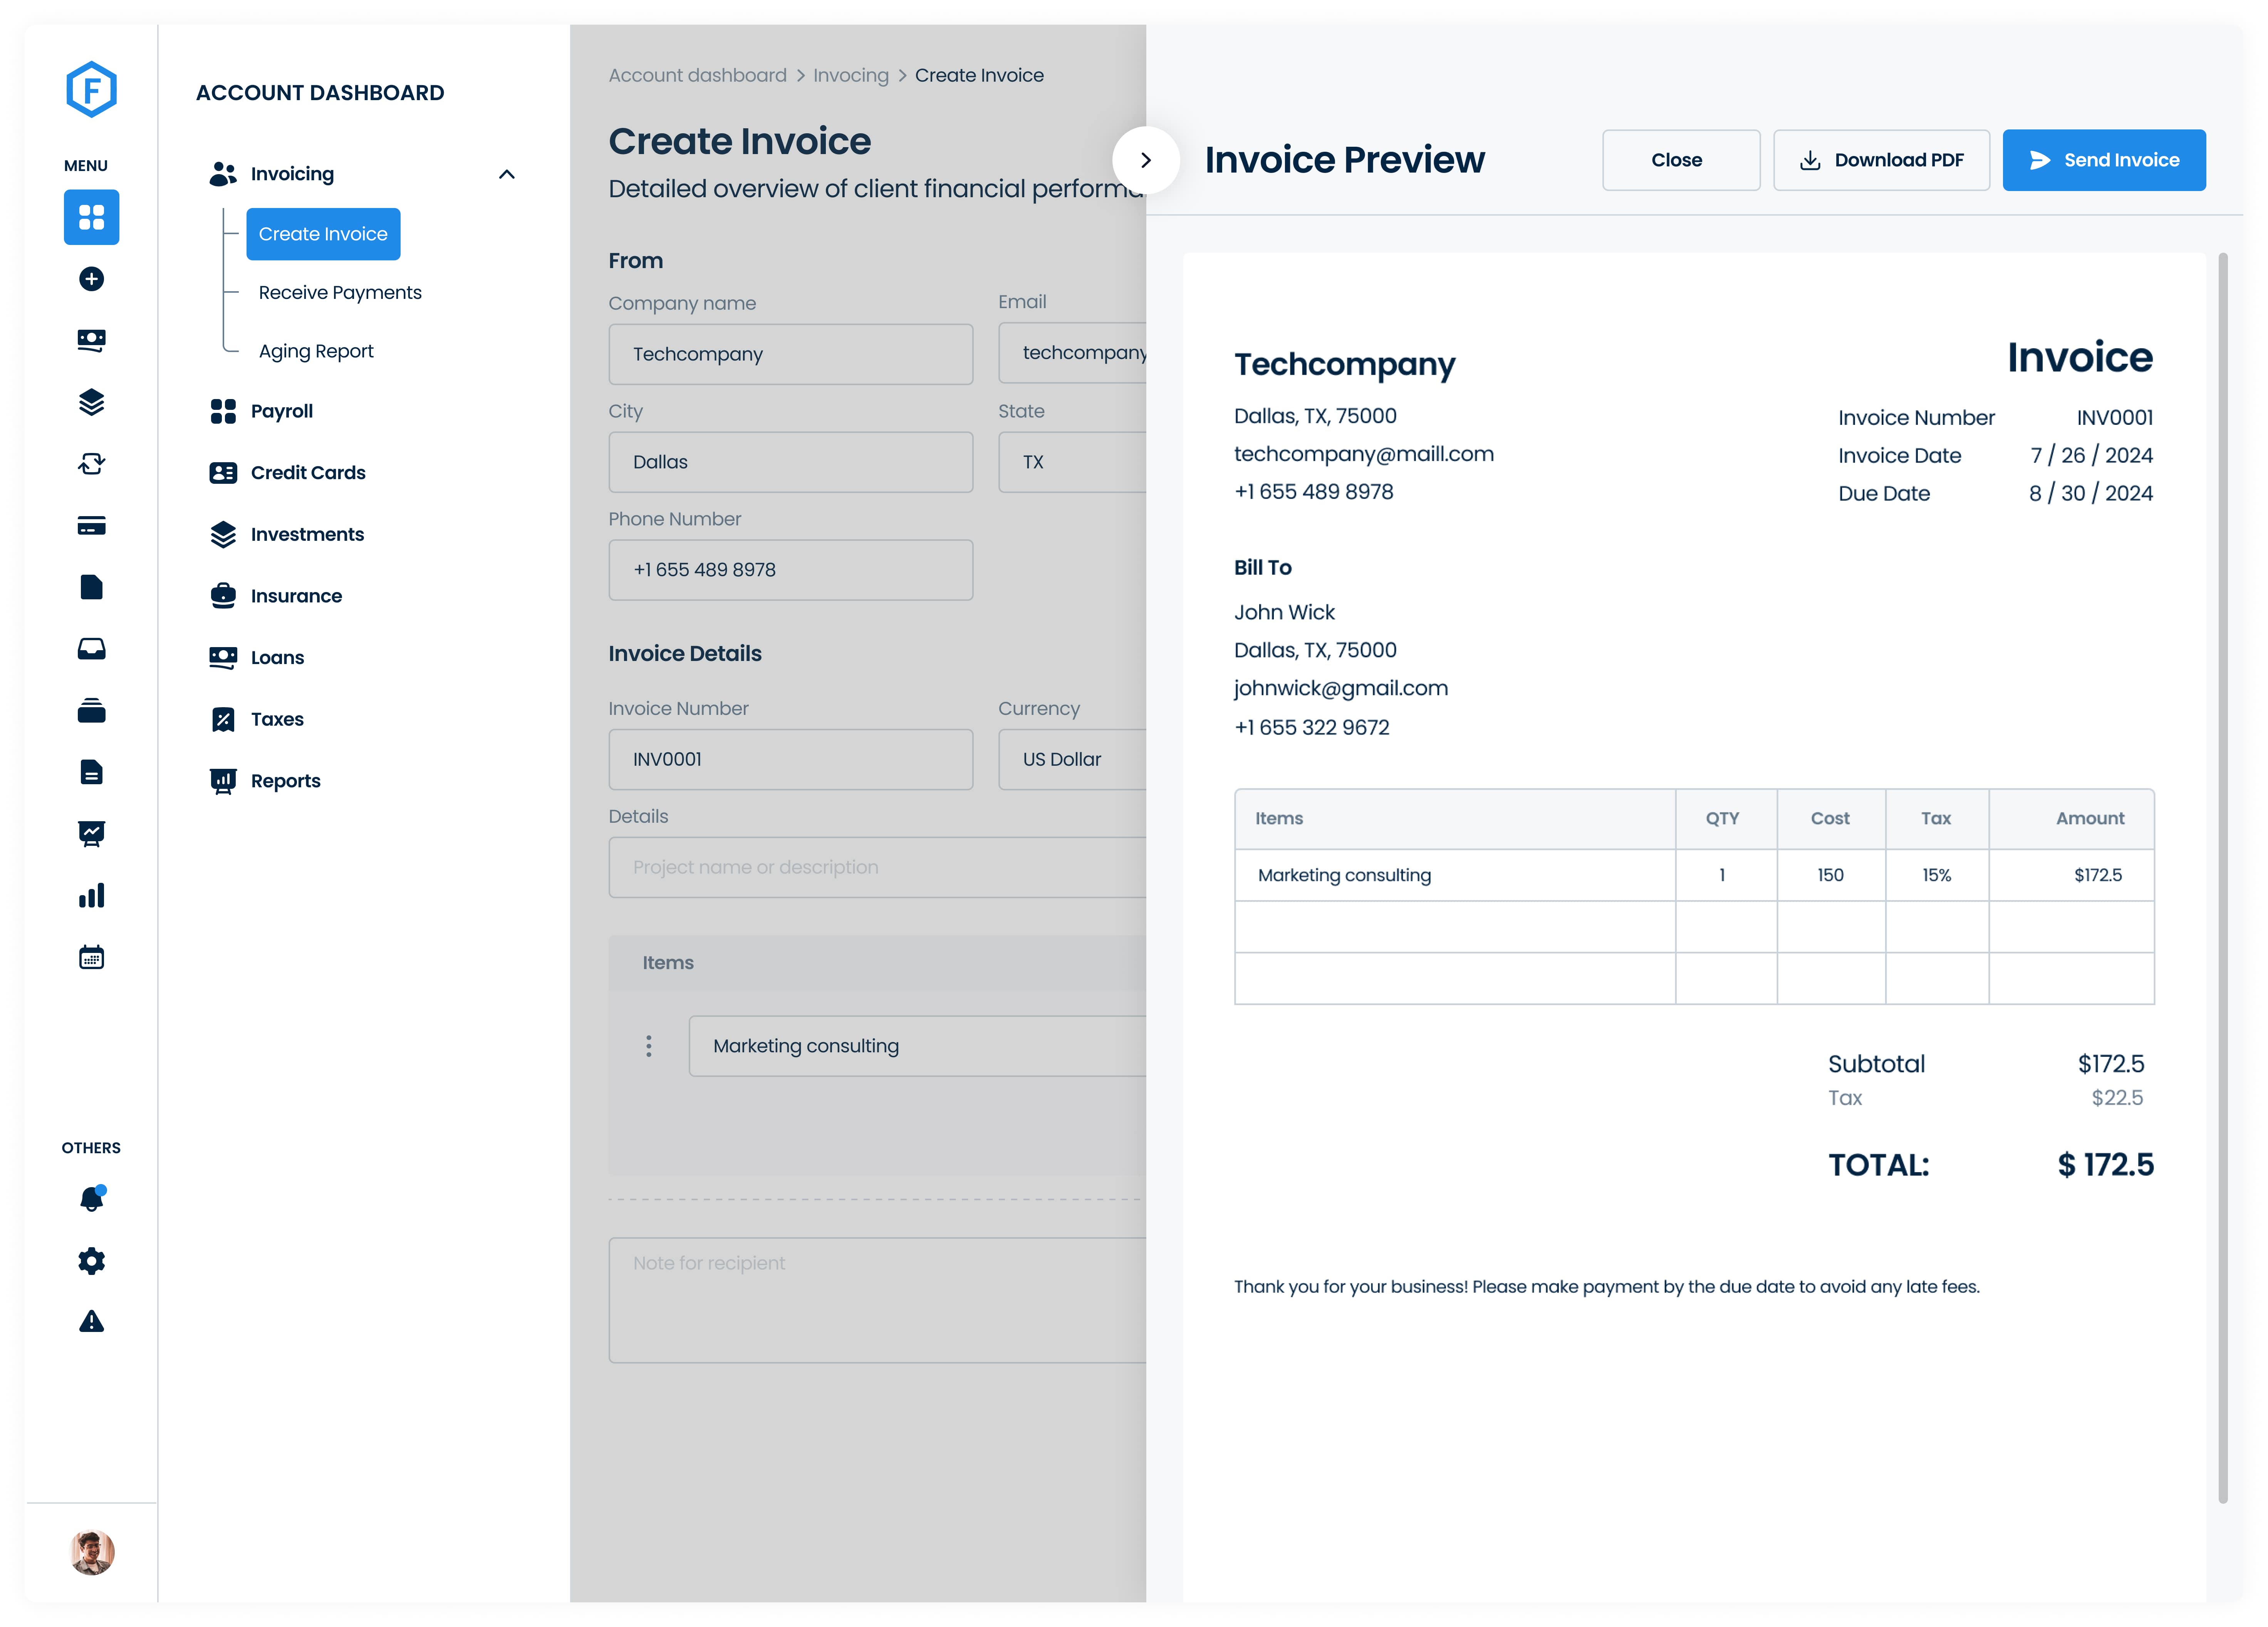 F
MENU
OTHERS
ACCOUNT DASHBOARD
Invoicing
Create Invoice
Receive Payments
Aging Report
Payroll
Credit Cards
Investments
Insurance
Loans
Taxes
Reports
Account dashboard > Invocing > Create Invoice
Create Invoice
Detailed overview of client financial
From
Company name
Email
Techcompany
techcompany
City
State
Dallas
TX
Phone Number
+1 655 489 8978
Invoice Details
Invoice Number
Currency
INV0001
US Dollar
Details
Project name or description
Items
Marketing consulting
Note for recipient
Invoice Preview
Close
Download PDF
Send Invoice
Techcompany
Dallas, TX, 75000
techcompany@maill.com
+1 655 489 8978
Invoice
Invoice Number INV0001
Invoice Date 7 / 26 / 2024
Due Date 8 / 30 / 2024
Bill To
John Wick
Dallas, TX, 75000
johnwick@gmail.com
+1 655 322 9672
Items QTY Cost Tax Amount
Marketing consulting 1 150 15% $172.5
Subtotal $172.5
Tax $22.5
TOTAL: $ 172.5
Thank you for your business! Please make payment by the due date to avoid any late fees.